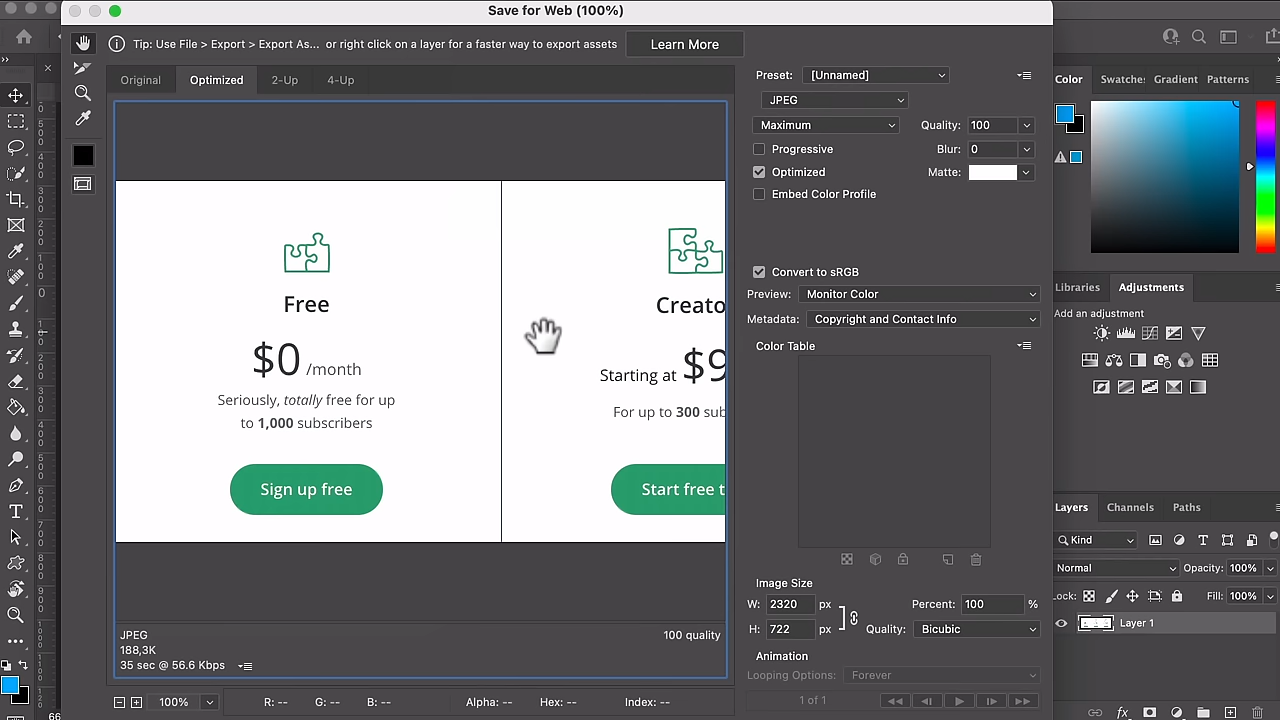 Save for Web (100%)
Tip: Use File > Export > Export As... or right click on a layer for a faster way to export assets
Learn More
Original
Optimized
2-Up
4-Up
Free
$0 /month
Seriously, totally free for up
to 1,000 subscribers
Sign up free
Creato
Starting at $9
For up to 300 sub
Start free t
JPEG
188,3K
35 sec @ 56.6 Kbps
100 quality
100%
R: --
G: --
B: --
Alpha: --
Hex: --
Index: --
Preset: [Unnamed]
JPEG
Maximum
Quality: 100
Progressive
Blur: 0
Optimized
Matte:
Embed Color Profile
Convert to sRGB
Preview: Monitor Color
Metadata: Copyright and Contact Info
Color Table
Image Size
W: 2320 px
Percent: 100 %
H: 722 px
Quality: Bicubic
Animation
Looping Options: Forever
1 of 1
Color
Swatches
Gradient
Patterns
Libraries
Adjustments
Add an adjustment
Layers
Channels
Paths
Kind
Normal
Opacity: 100%
Lock:
Fill: 100%
Layer 1